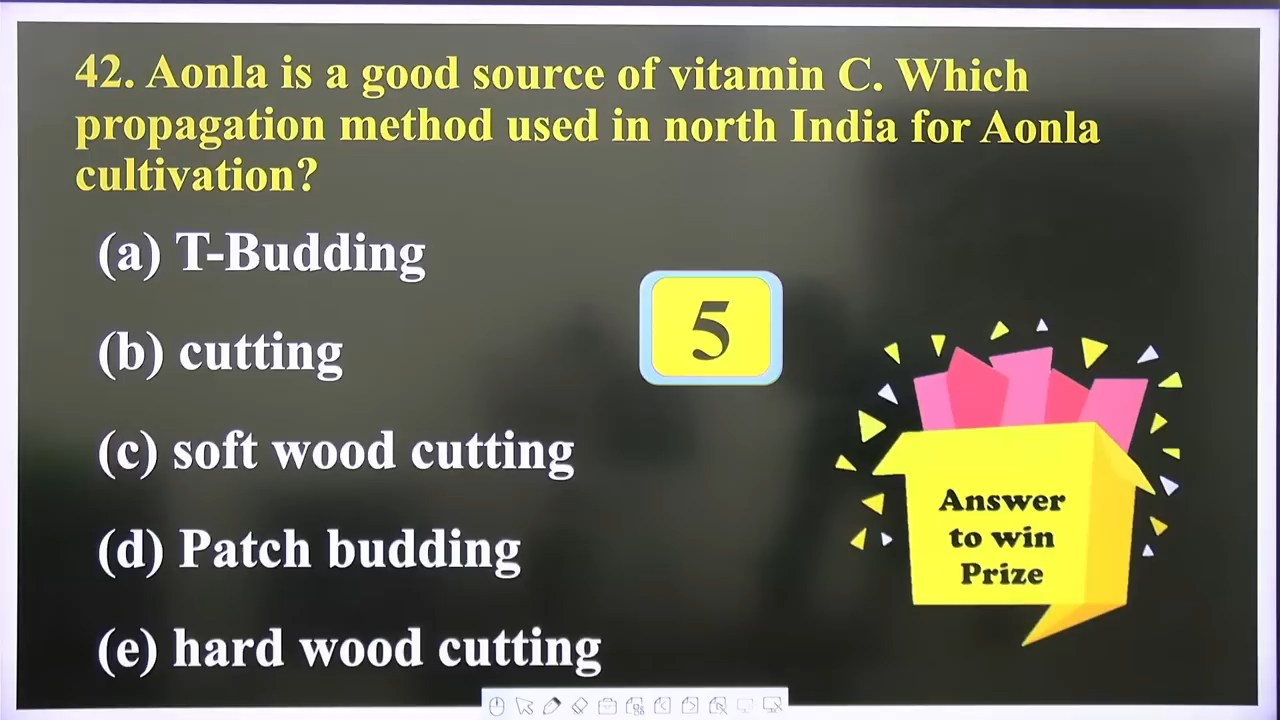 42. Aonla is a good source of vitamin C. Which
propagation method used in north India for Aonla
cultivation?
(a) T-Budding
(b) cutting
(c) soft wood cutting
(d) Patch budding
(e) hard wood cutting
5
Answer
to win
Prize